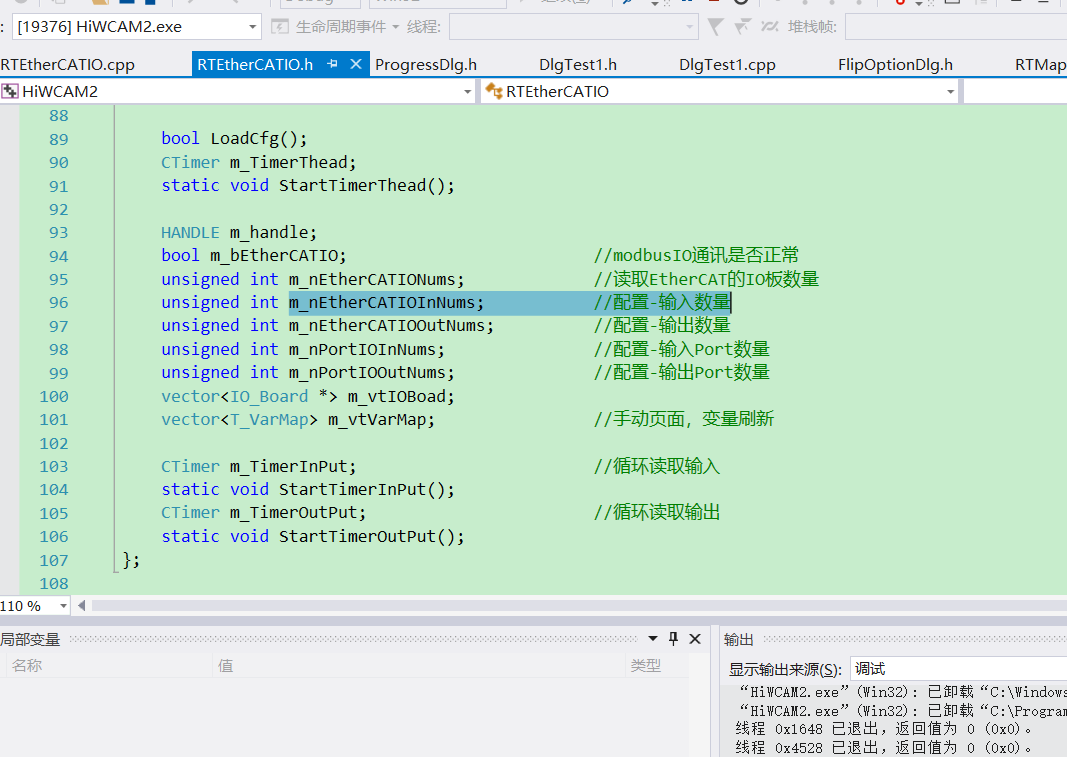 [19376] HiWCAM2.exe 生命周期事件 线程: 堆栈帧:
RTEtherCATIO.cpp RTEtherCATIO.h ProgressDlg.h DlgTest1.h DlgTest1.cpp FlipOptionDlg.h RTMap
HiWCAM2 RTEtherCATIO
88
89 bool LoadCfg();
90 CTimer m_TimerThead;
91 static void StartTimerThead();
92
93 HANDLE m_handle;
94 bool m_bEtherCATIO; //modbusIO通讯是否正常
95 unsigned int m_nEtherCATIONums; //读取EtherCAT的IO板数量
96 unsigned int m_nEtherCATIOInNums; //配置-输入数量
97 unsigned int m_nEtherCATIOOutNums; //配置-输出数量
98 unsigned int m_nPortIOInNums; //配置-输入Port数量
99 unsigned int m_nPortIOOutNums; //配置-输出Port数量
100 vector<IO_Board *> m_vtIOBoad;
101 vector<T_VarMap> m_vtVarMap; //手动页面，变量刷新
102
103 CTimer m_TimerInPut; //循环读取输入
104 static void StartTimerInPut();
105 CTimer m_TimerOutPut; //循环读取输出
106 static void StartTimerOutPut();
107 };
108
110 %
局部变量 输出
名称 值 类型
显示输出来源(S): 调试
“HiWCAM2.exe”(Win32): 已卸载“C:\Windows
“HiWCAM2.exe”(Win32): 已卸载“C:\Program
线程 0x1648 已退出，返回值为 0 (0x0)。
线程 0x4528 已退出，返回值为 0 (0x0)。